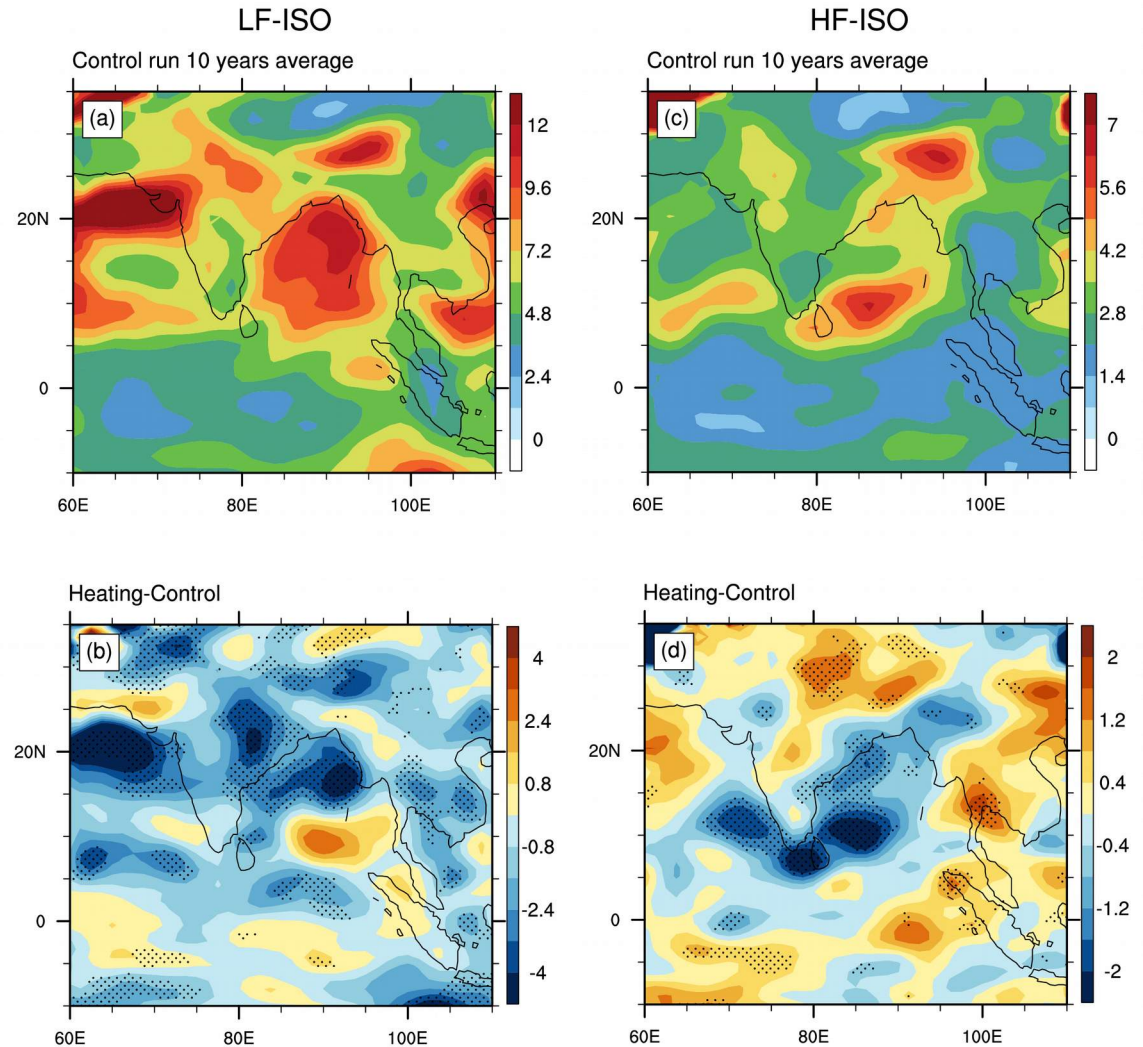 LF-ISO
HF-ISO
Control run 10 years average
Control run 10 years average
(a)
(c)
20N
0
60E
80E
100E
12
9.6
7.2
4.8
2.4
0
60E
80E
100E
20N
0
7
5.6
4.2
2.8
1.4
0
Heating-Control
Heating-Control
(b)
(d)
20N
0
60E
80E
100E
4
2.4
0.8
-0.8
-2.4
-4
20N
0
60E
80E
100E
2
1.2
0.4
-0.4
-1.2
-2